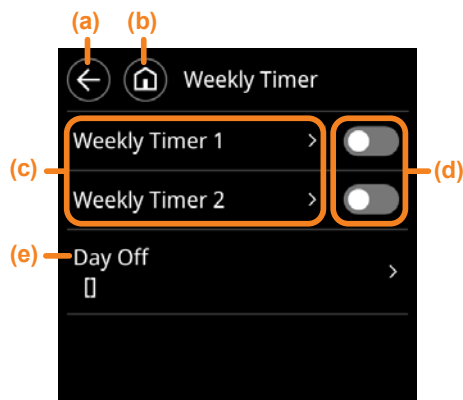 (a)
(b)
Weekly Timer
(c)
Weekly Timer 1 >
(d)
Weekly Timer 2 >
(e)
Day Off >
[]